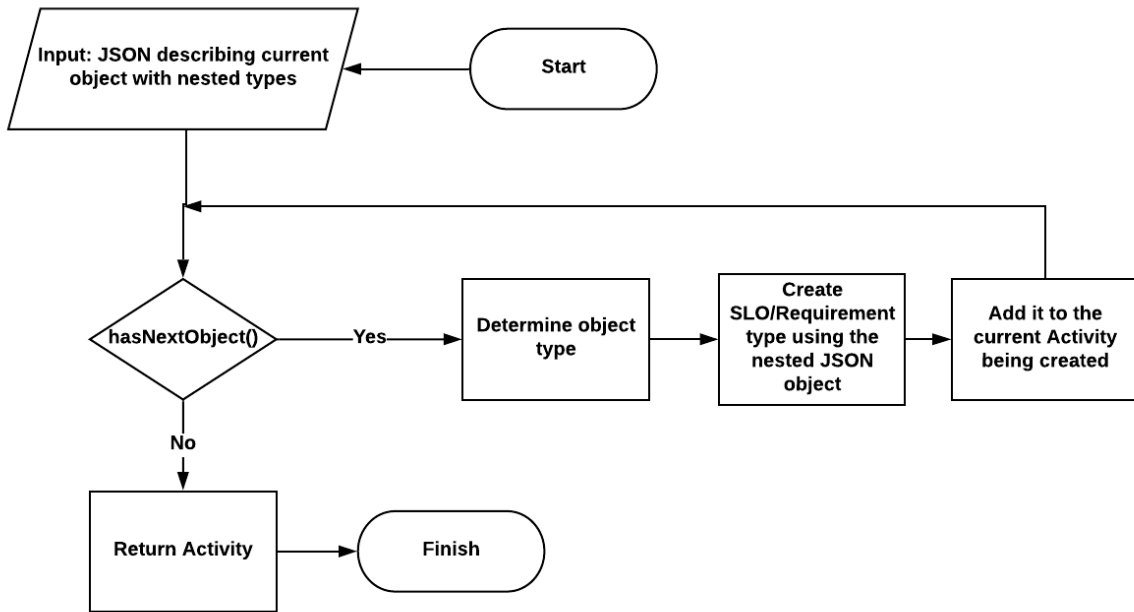 Input: JSON describing current
object with nested types
Start
hasNextObject()
Yes
Determine object
type
Create
SLO/Requirement
type using the
nested JSON
object
Add it to the
current Activity
being created
No
Return Activity
Finish